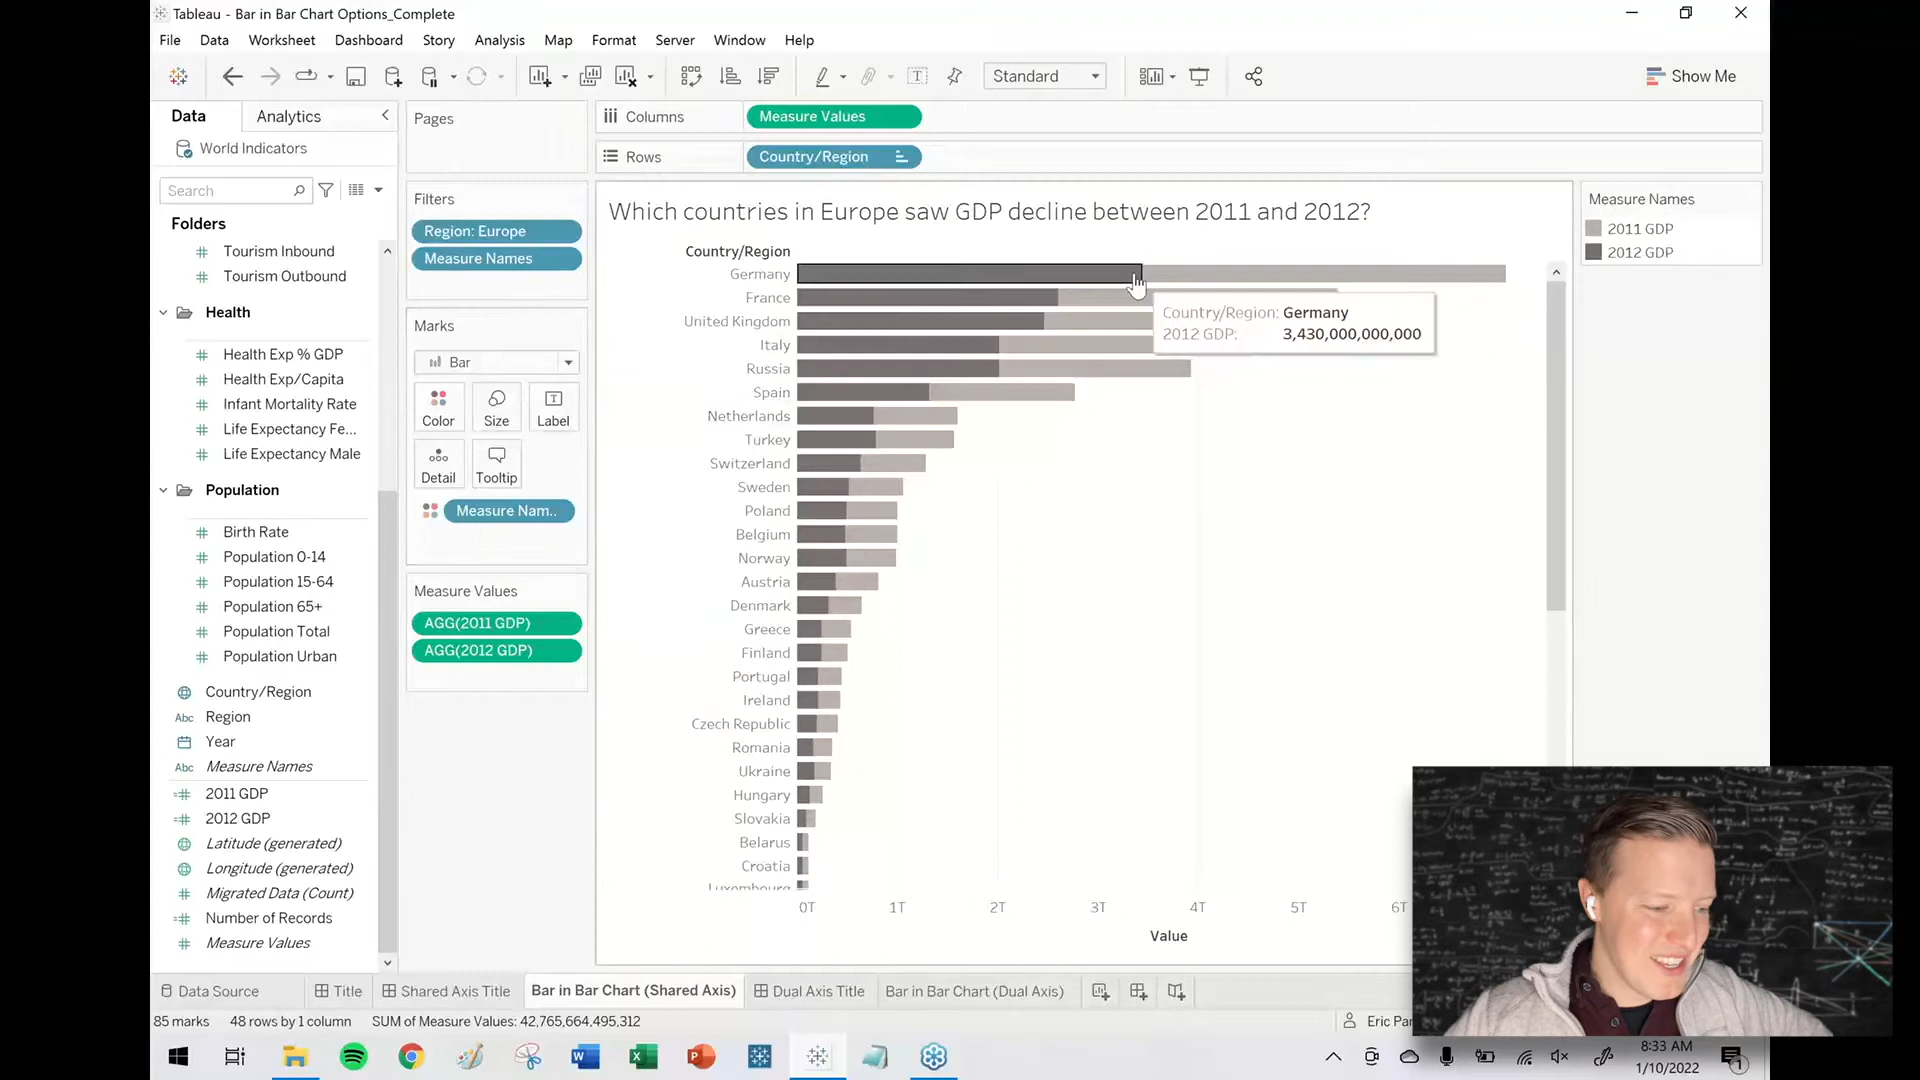 Tableau - Bar in Bar Chart Options_Complete
File Data Worksheet Dashboard Story Analysis Map Format Server Window Help
Standard
Show Me
Data
Analytics
World Indicators
Search
Folders
Tourism Inbound
Tourism Outbound
Health
Health Exp % GDP
Health Exp/Capita
Infant Mortality Rate
Life Expectancy Fe...
Life Expectancy Male
Population
Birth Rate
Population 0-14
Population 15-64
Population 65+
Population Total
Population Urban
Country/Region
Abc Region
Year
Abc Measure Names
2011 GDP
2012 GDP
Latitude (generated)
Longitude (generated)
Migrated Data (Count)
Number of Records
Measure Values
Pages
Filters
Region: Europe
Measure Names
Marks
Bar
Color
Size
Label
Detail
Tooltip
Measure Nam..
Measure Values
AGG(2011 GDP)
AGG(2012 GDP)
Columns
Measure Values
Rows
Country/Region
Which countries in Europe saw GDP decline between 2011 and 2012?
Country/Region
Germany
France
United Kingdom
Italy
Russia
Spain
Netherlands
Turkey
Switzerland
Sweden
Poland
Belgium
Norway
Austria
Denmark
Greece
Finland
Portugal
Ireland
Czech Republic
Romania
Ukraine
Hungary
Slovakia
Belarus
Croatia
Luxembourg
0T 1T 2T 3T 4T 5T 6T
Value
Country/Region: Germany
2012 GDP: 3,430,000,000,000
Measure Names
2011 GDP
2012 GDP
Data Source
Title
Shared Axis Title
Bar in Bar Chart (Shared Axis)
Dual Axis Title
Bar in Bar Chart (Dual Axis)
85 marks
48 rows by 1 column
SUM of Measure Values: 42,765,664,495,312
Eric Par
8:33 AM
1/10/2022